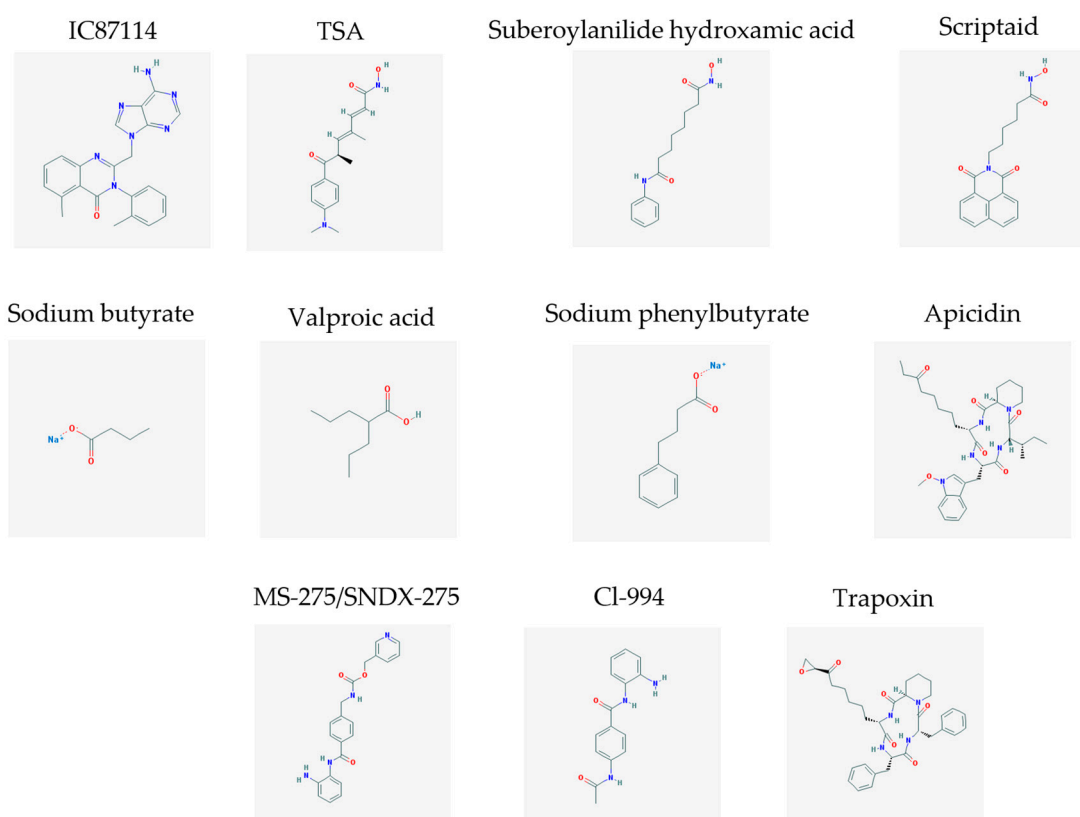 IC87114
TSA
Suberoylanilide hydroxamic acid
Scriptaid
Sodium butyrate
Valproic acid
Sodium phenylbutyrate
Apicidin
MS-275/SNDX-275
Cl-994
Trapoxin